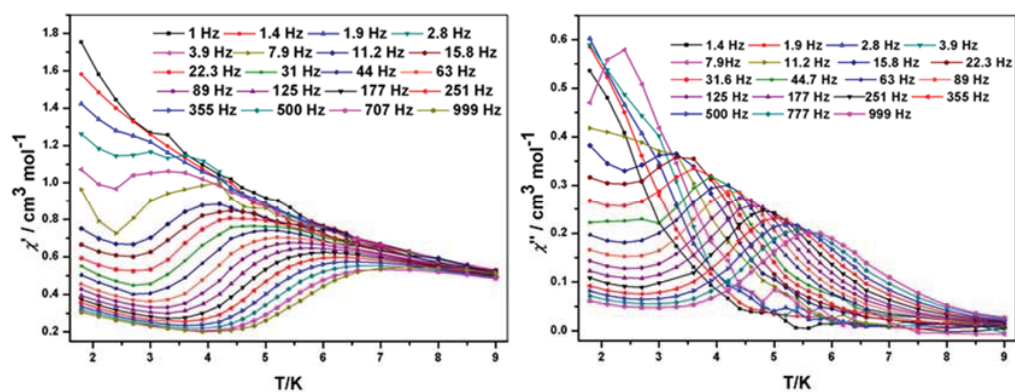 1 Hz 1.4 Hz 1.9 Hz 2.8 Hz
3.9 Hz 7.9 Hz 11.2 Hz 15.8 Hz
22.3 Hz 31 Hz 44 Hz 63 Hz
89 Hz 125 Hz 177 Hz 251 Hz
355 Hz 500 Hz 707 Hz 999 Hz
1.8
1.6
1.4
1.2
1.0
0.8
0.6
0.4
0.2
χ' / cm³ mol⁻¹
2 3 4 5 6 7 8 9
T/K
1.4 Hz 1.9 Hz 2.8 Hz 3.9 Hz
7.9Hz 11.2 Hz 15.8 Hz 22.3 Hz
31.6 Hz 44.7 Hz 63 Hz 89 Hz
125 Hz 177 Hz 251 Hz 355 Hz
500 Hz 777 Hz 999 Hz
0.6
0.5
0.4
0.3
0.2
0.1
0.0
χ'' / cm³ mol⁻¹
2 3 4 5 6 7 8 9
T/K